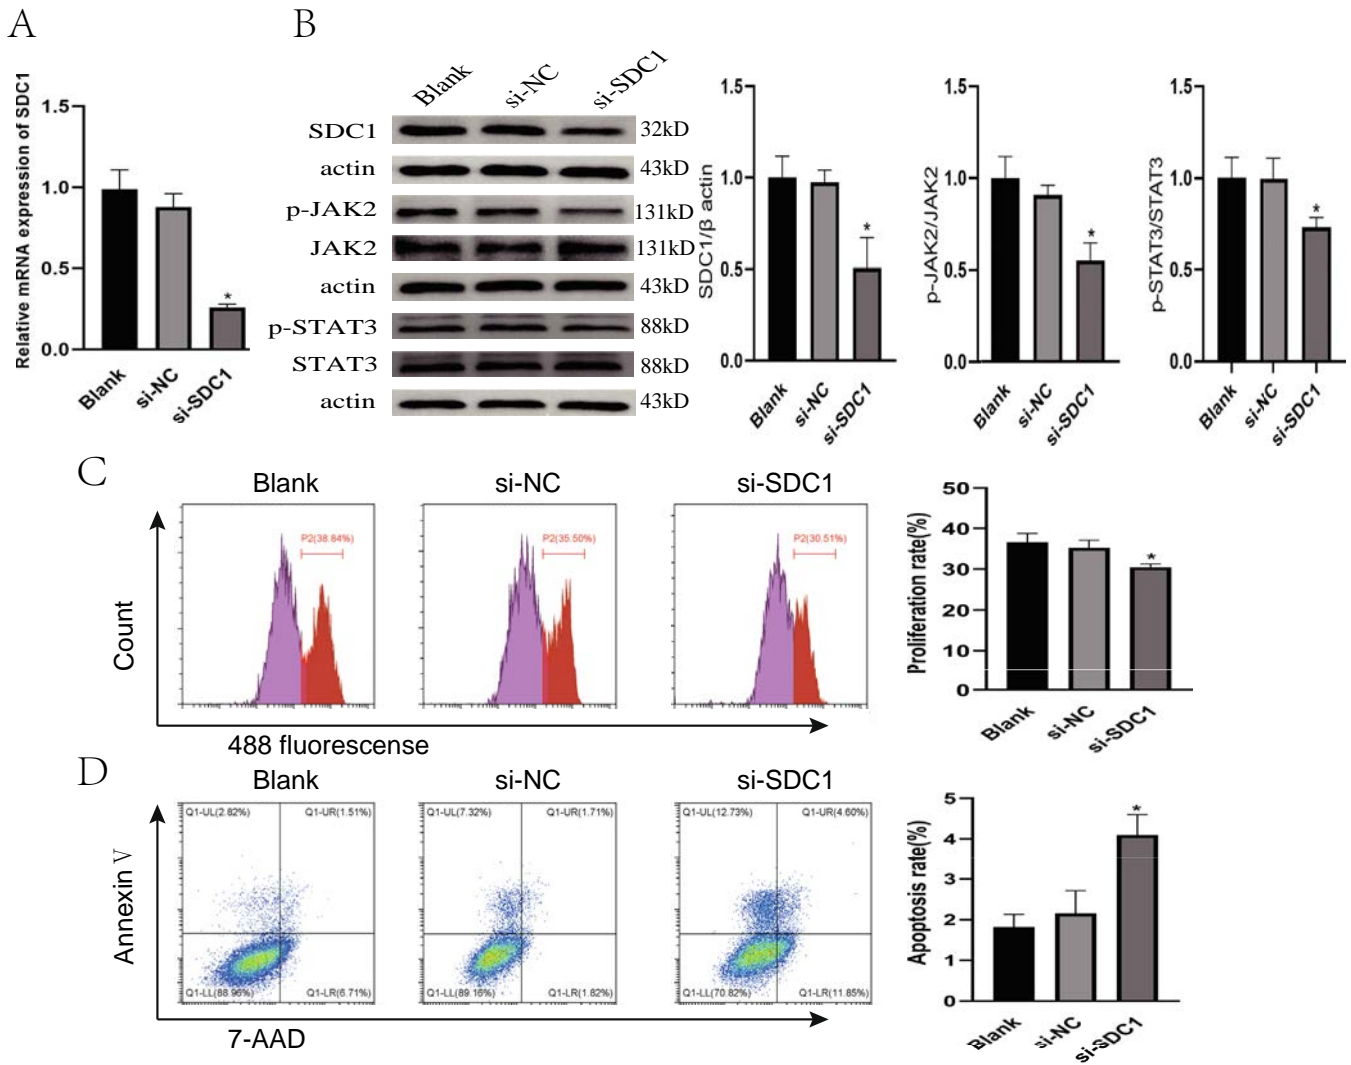 A
B
Relative mRNA expression of SDC1
1.5
1.0
0.5
0.0
*
Blank
si-NC
si-SDC1
Blank
si-NC
si-SDC1
SDC1
32kD
actin
43kD
p-JAK2
131kD
JAK2
131kD
actin
43kD
p-STAT3
88kD
STAT3
88kD
actin
43kD
SDC1/β actin
1.5
1.0
0.5
0.0
*
Blank
si-NC
si-SDC1
p-JAK2/JAK2
1.5
1.0
0.5
0.0
*
Blank
si-NC
si-SDC1
p-STAT3/STAT3
1.5
1.0
0.5
0.0
*
Blank
si-NC
si-SDC1
C
Blank
si-NC
si-SDC1
Count
P2(38.84%)
P2(35.50%)
P2(30.51%)
488 fluorescense
Proliferation rate(%)
50
40
30
20
10
0
*
Blank
si-NC
si-SDC1
D
Blank
si-NC
si-SDC1
Annexin V
Q1-UL(2.82%)
Q1-UR(1.51%)
Q1-LL(88.96%)
Q1-LR(6.71%)
Q1-UL(7.32%)
Q1-UR(1.71%)
Q1-LL(89.16%)
Q1-LR(1.82%)
Q1-UL(12.73%)
Q1-UR(4.60%)
Q1-LL(70.82%)
Q1-LR(11.85%)
7-AAD
Apoptosis rate(%)
5
4
3
2
1
0
*
Blank
si-NC
si-SDC1